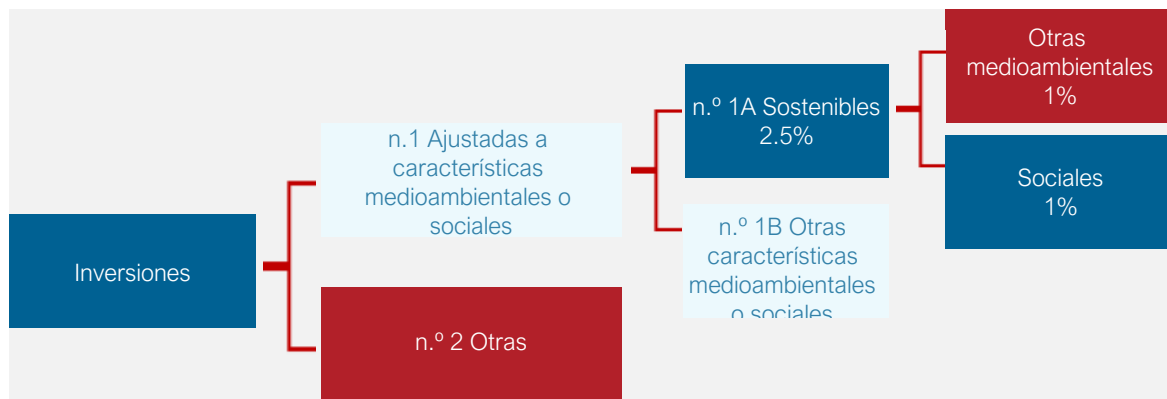 Inversiones
n.1 Ajustadas a
características
medioambientales o
sociales
n.º 2 Otras
n.º 1A Sostenibles
2.5%
n.º 1B Otras
características
medioambientales
o sociales
Otras
medioambientales
1%
Sociales
1%